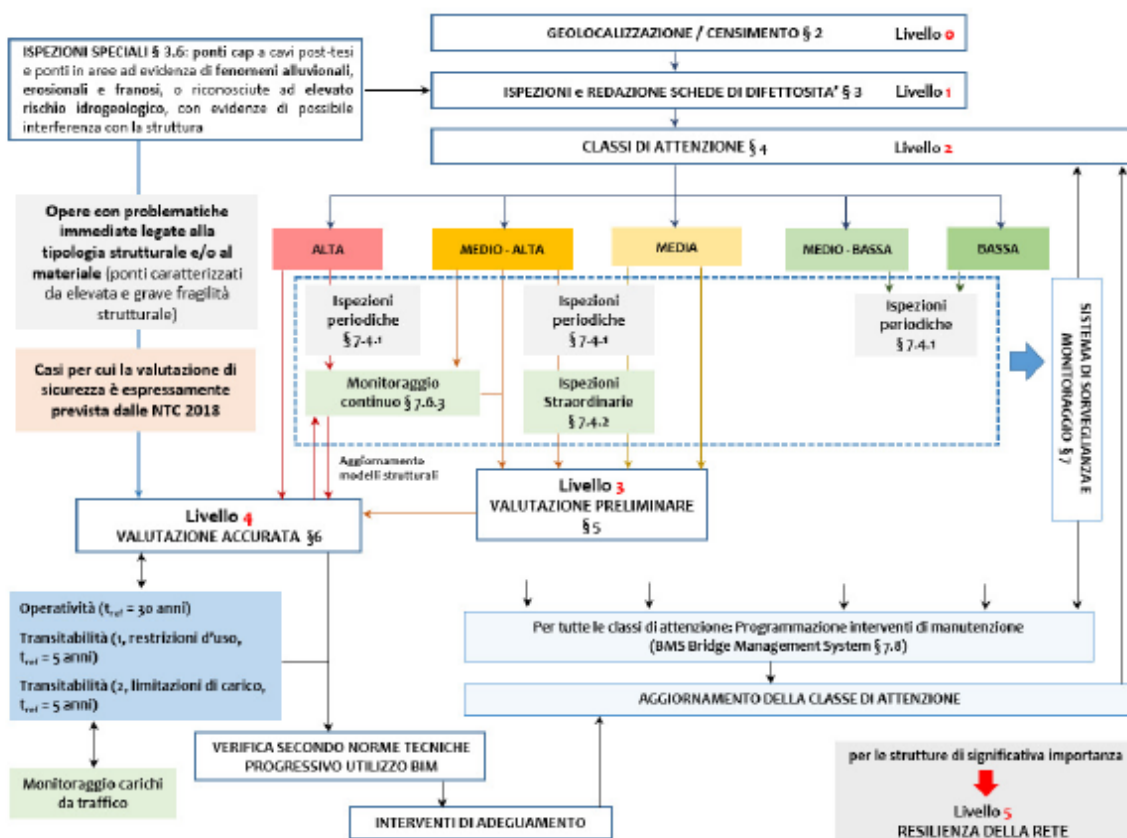 GEOLOCALIZZAZIONE / CENSIMENTO § 2 Livello 0
ISPEZIONI SPECIALI § 3.6: ponti cap a cavi post-tesi
e ponti in aree ad evidenza di fenomeni alluvionali,
erosionali e franosi, o riconosciute ad elevato
rischio idrogeologico, con evidenze di possibile
interferenza con la struttura
ISPEZIONI e REDAZIONE SCHEDE DI DIFETTOSITA' § 3 Livello 1
CLASSI DI ATTENZIONE § 4 Livello 2
Opere con problematiche
immediate legate alla
tipologia strutturale e/o al
materiale (ponti caratterizzati
da elevata e grave fragilità
strutturale)
Casi per cui la valutazione di
sicurezza è espressamente
prevista dalle NTC 2018
ALTA
MEDIO - ALTA
MEDIA
MEDIO - BASSA
BASSA
Ispezioni
periodiche
§ 7.4.1
Ispezioni
periodiche
§ 7.4.1
Ispezioni
periodiche
§ 7.4.1
Monitoraggio
continuo § 7.6.3
Ispezioni
Straordinarie
§ 7.4.2
SISTEMA DI SORVEGLIANZA E
MONITORAGGIO § 7
Aggiornamento
modelli strutturali
Livello 3
VALUTAZIONE PRELIMINARE
§ 5
Livello 4
VALUTAZIONE ACCURATA §6
Operatività (tref = 30 anni)
Transitabilità (1, restrizioni d'uso,
tref = 5 anni)
Transitabilità (2, limitazioni di carico,
tref = 5 anni)
Per tutte le classi di attenzione: Programmazione interventi di manutenzione
(BMS Bridge Management System § 7.8)
AGGIORNAMENTO DELLA CLASSE DI ATTENZIONE
VERIFICA SECONDO NORME TECNICHE
PROGRESSIVO UTILIZZO BIM
Monitoraggio carichi
da traffico
INTERVENTI DI ADEGUAMENTO
per le strutture di significativa importanza
Livello 5
RESILIENZA DELLA RETE